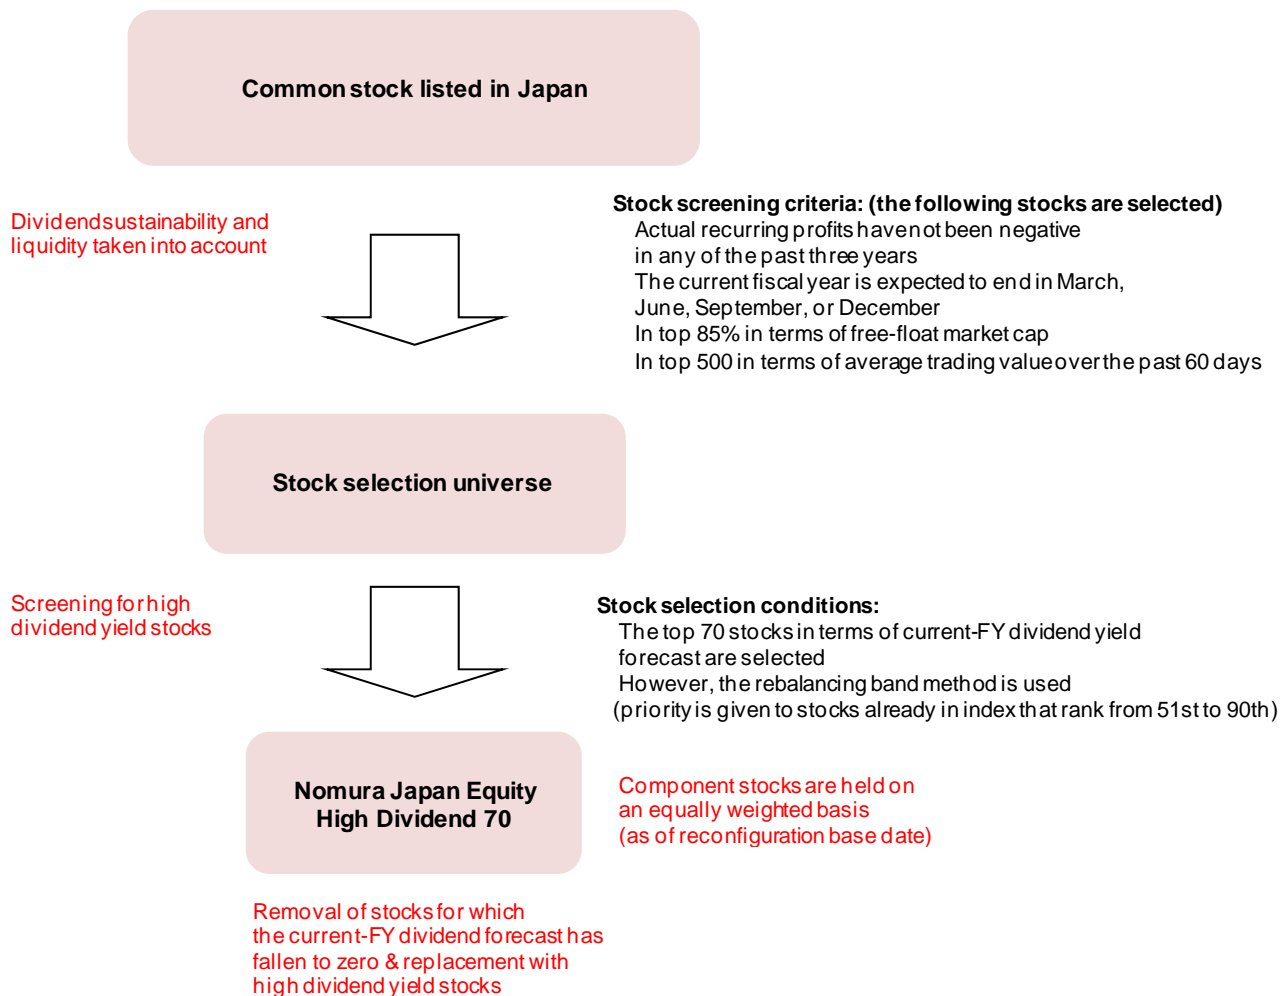 Common stock listed in Japan
Dividend sustainability and
liquidity taken into account
Stock screening criteria: (the following stocks are selected)
Actual recurring profits have not been negative
in any of the past three years
The current fiscal year is expected to end in March,
June, September, or December
In top 85% in terms of free-float market cap
In top 500 in terms of average trading value over the past 60 days
Stock selection universe
Screening for high
dividend yield stocks
Stock selection conditions:
The top 70 stocks in terms of current-FY dividend yield
forecast are selected
However, the rebalancing band method is used
(priority is given to stocks already in index that rank from 51st to 90th)
Nomura Japan Equity
High Dividend 70
Component stocks are held on
an equally weighted basis
(as of reconfiguration base date)
Removal of stocks for which
the current-FY dividend forecast has
fallen to zero & replacement with
high dividend yield stocks